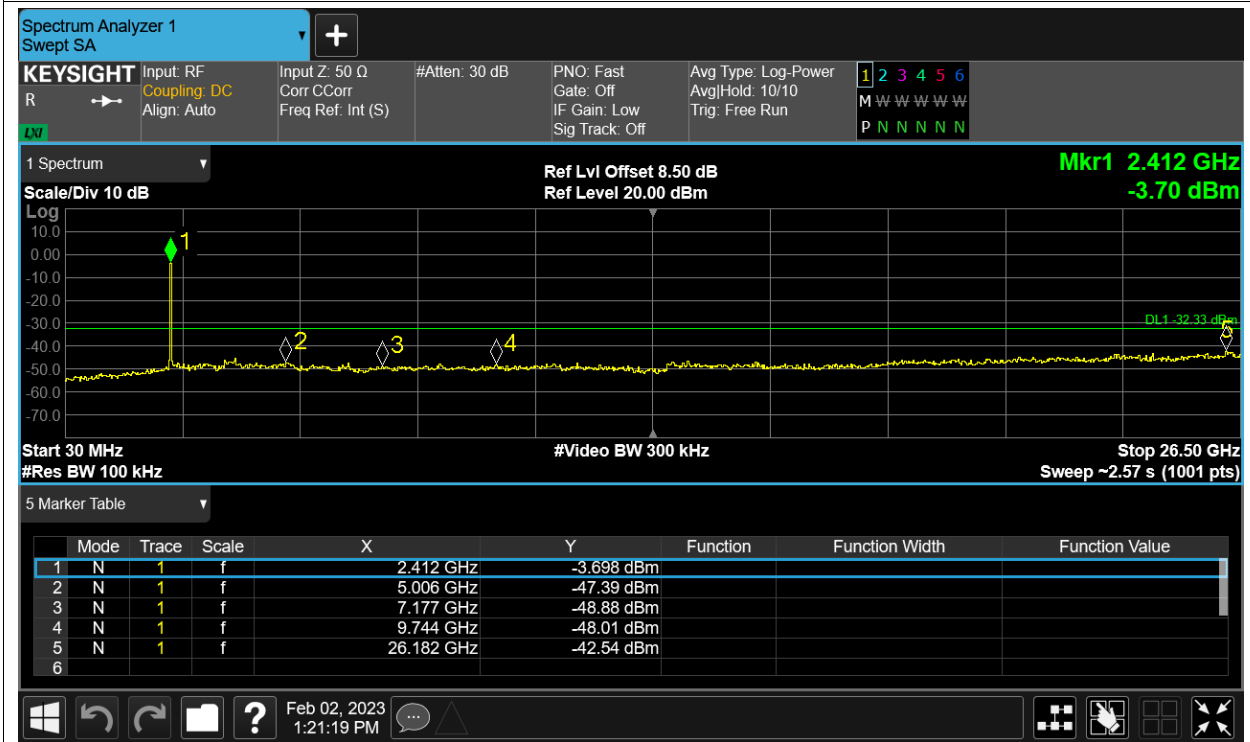 Spectrum Analyzer 1
Swept SA
+
KEYSIGHT
R
LXI
Input: RF
Coupling: DC
Align: Auto
Input Z: 50 Ω
Corr CCorr
Freq Ref: Int (S)
#Atten: 30 dB
PNO: Fast
Gate: Off
IF Gain: Low
Sig Track: Off
Avg Type: Log-Power
Avg|Hold: 10/10
Trig: Free Run
1 2 3 4 5 6
M W W W W W
P N N N N N
1 Spectrum
Scale/Div 10 dB
Ref Lvl Offset 8.50 dB
Ref Level 20.00 dBm
Mkr1 2.412 GHz
-3.70 dBm
Log
10.0
0.00
-10.0
-20.0
-30.0
-40.0
-50.0
-60.0
-70.0
1
2
3
4
5
DL1 -32.33 dBm
Start 30 MHz
#Res BW 100 kHz
#Video BW 300 kHz
Stop 26.50 GHz
Sweep ~2.57 s (1001 pts)
5 Marker Table
Mode Trace Scale X Y Function Function Width Function Value
1 N 1 f 2.412 GHz -3.698 dBm
2 N 1 f 5.006 GHz -47.39 dBm
3 N 1 f 7.177 GHz -48.88 dBm
4 N 1 f 9.744 GHz -48.01 dBm
5 N 1 f 26.182 GHz -42.54 dBm
6
?
Feb 02, 2023
1:21:19 PM